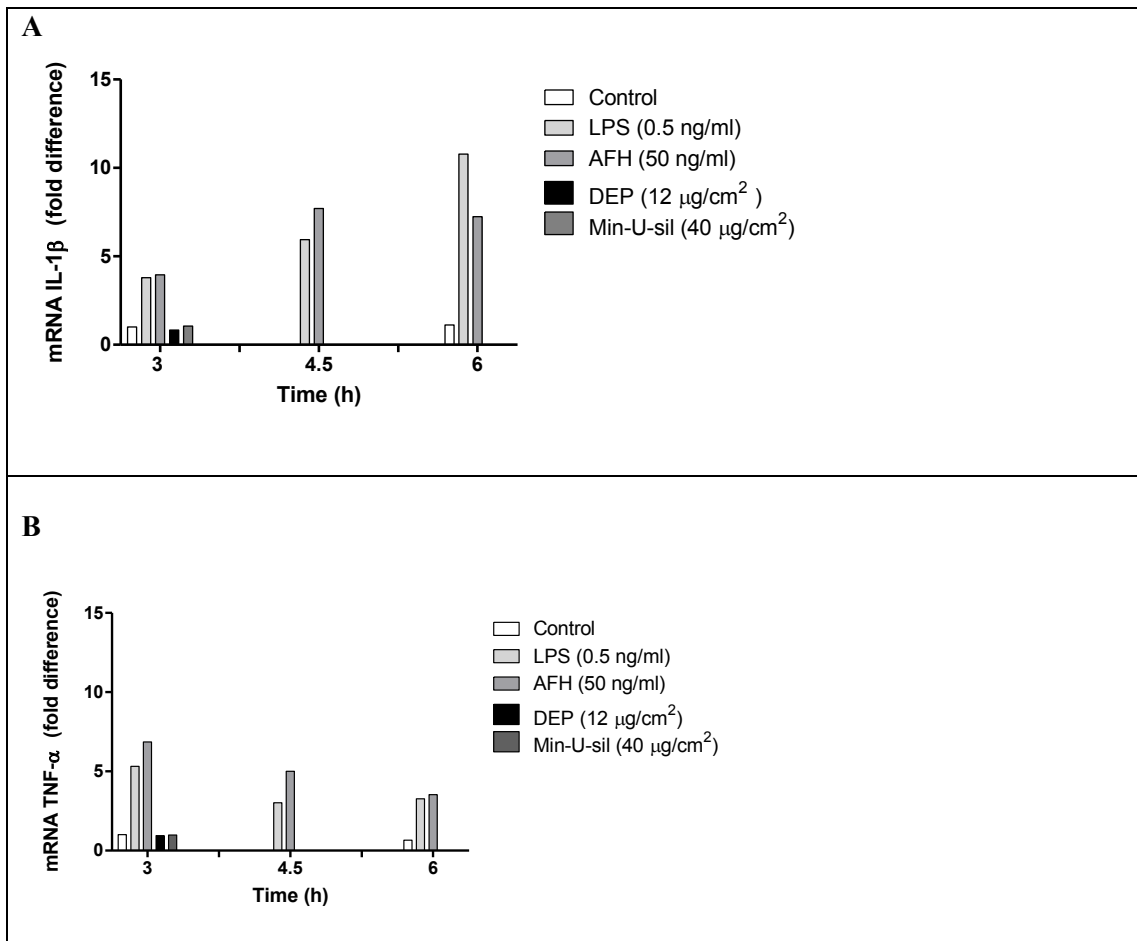 A
mRNA IL-1β (fold difference)
15
10
5
0
3
4.5
6
Time (h)
Control
LPS (0.5 ng/ml)
AFH (50 ng/ml)
DEP (12 μg/cm²)
Min-U-sil (40 μg/cm²)
B
mRNA TNF-α (fold difference)
15
10
5
0
3
4.5
6
Time (h)
Control
LPS (0.5 ng/ml)
AFH (50 ng/ml)
DEP (12 μg/cm²)
Min-U-sil (40 μg/cm²)